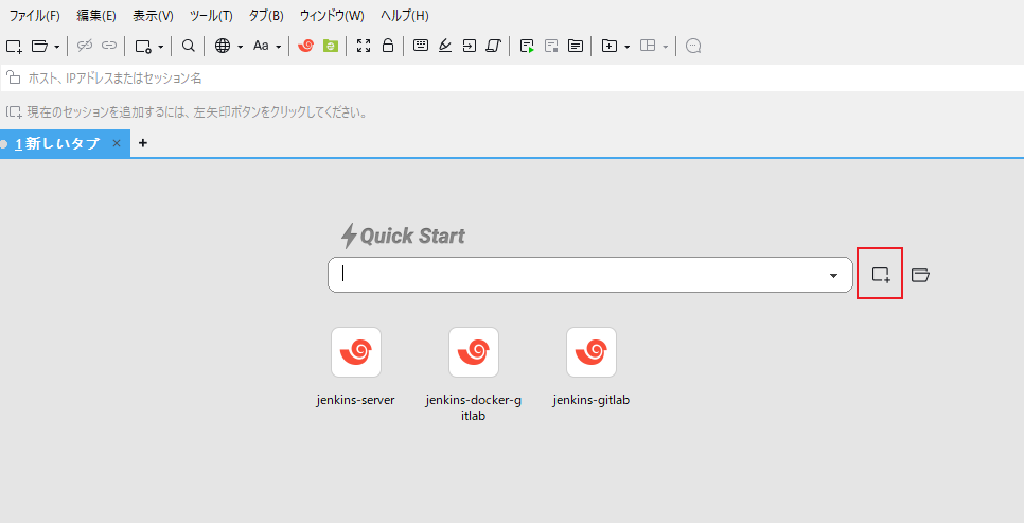 ファイル(F) 編集(E) 表示(V) ツール(T) タブ(B) ウィンドウ(W) ヘルプ(H)
Aa
ホスト、IPアドレスまたはセッション名
現在のセッションを追加するには、左矢印ボタンをクリックしてください。
1 新しいタブ × +
Quick Start
jenkins-server
jenkins-docker-g
itlab
jenkins-gitlab